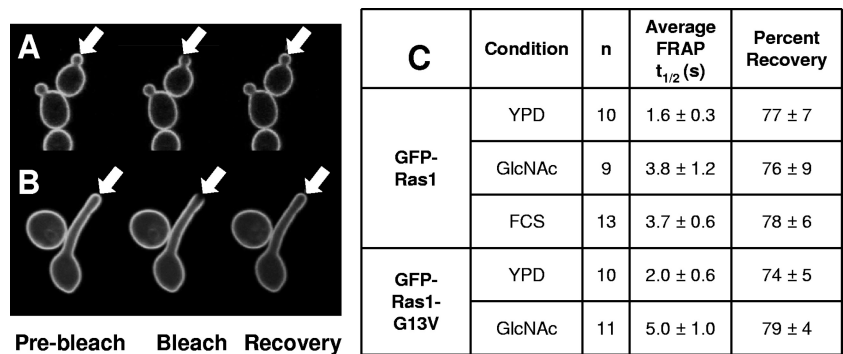 A
B
Pre-bleach Bleach Recovery
C Condition n Average FRAP t1/2 (s) Percent Recovery
GFP-Ras1
YPD 10 1.6 ± 0.3 77 ± 7
GlcNAc 9 3.8 ± 1.2 76 ± 9
FCS 13 3.7 ± 0.6 78 ± 6
GFP-Ras1-G13V
YPD 10 2.0 ± 0.6 74 ± 5
GlcNAc 11 5.0 ± 1.0 79 ± 4